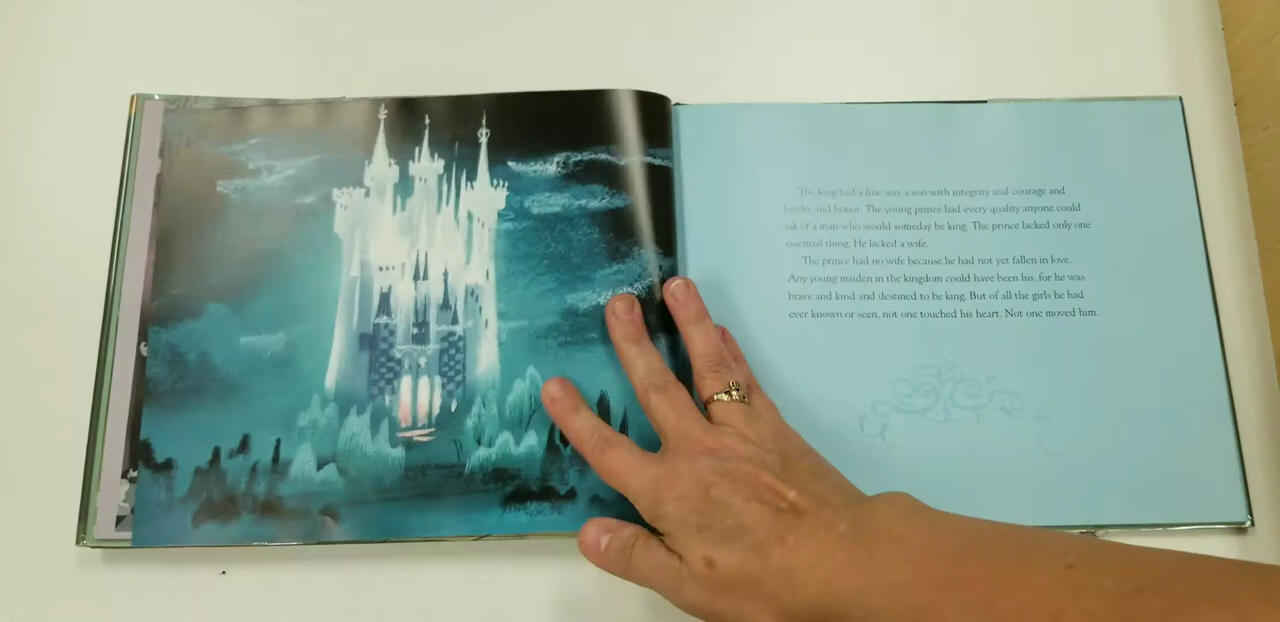 The king had a fine son, a son with integrity and courage and
loyalty and honor. The young prince had every quality anyone could
ask of a man who would someday be king. The prince lacked only one
essential thing. He lacked a wife.
The prince had no wife because he had not yet fallen in love.
Any young maiden in the kingdom could have been his, for he was
brave and kind and destined to be king. But of all the girls he had
ever known or seen, not one touched his heart. Not one moved him.